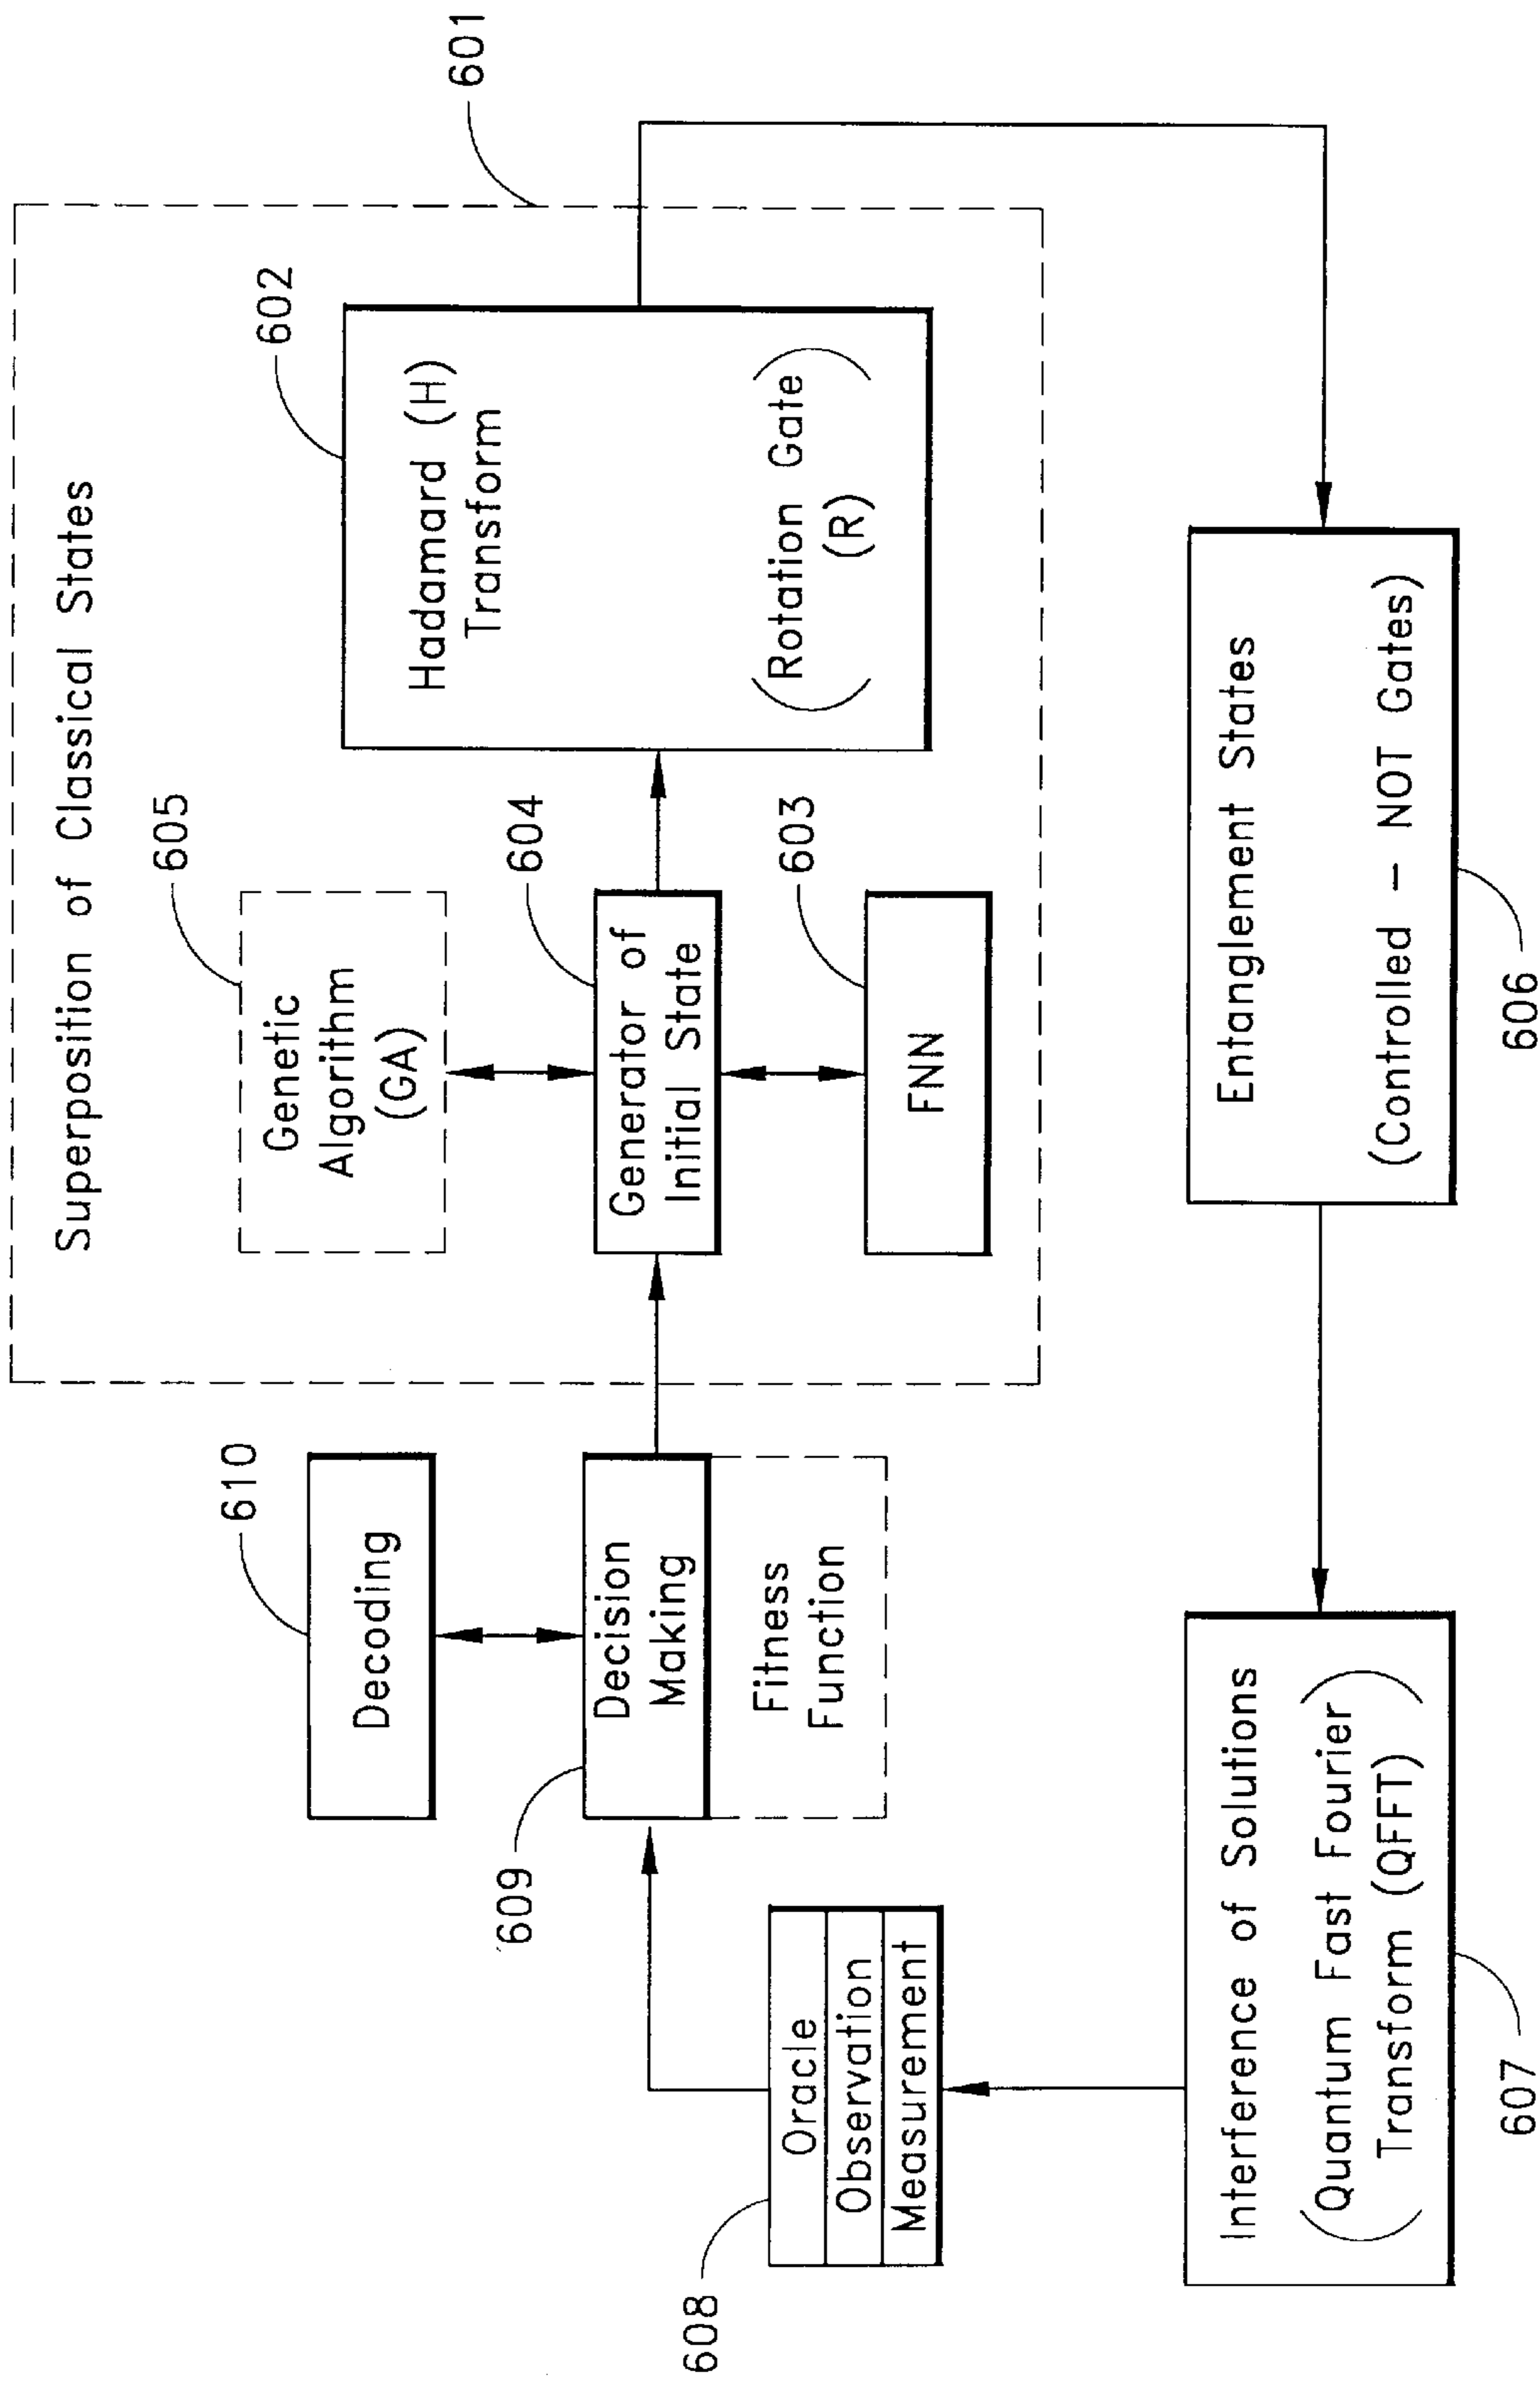 Superposition of Classical States
601
605
Genetic
Algorithm
(GA)
602
Hadamard (H)
Transform
(Rotation Gate)
(R)
604
Generator of
Initial State
603
FNN
610
Decoding
609
Decision
Making
Fitness
Function
608
Oracle
Observation
Measurement
Interference of Solutions
(Quantum Fast Fourier
Transform (QFFT))
607
Entanglement States
(Controlled – NOT Gates)
606